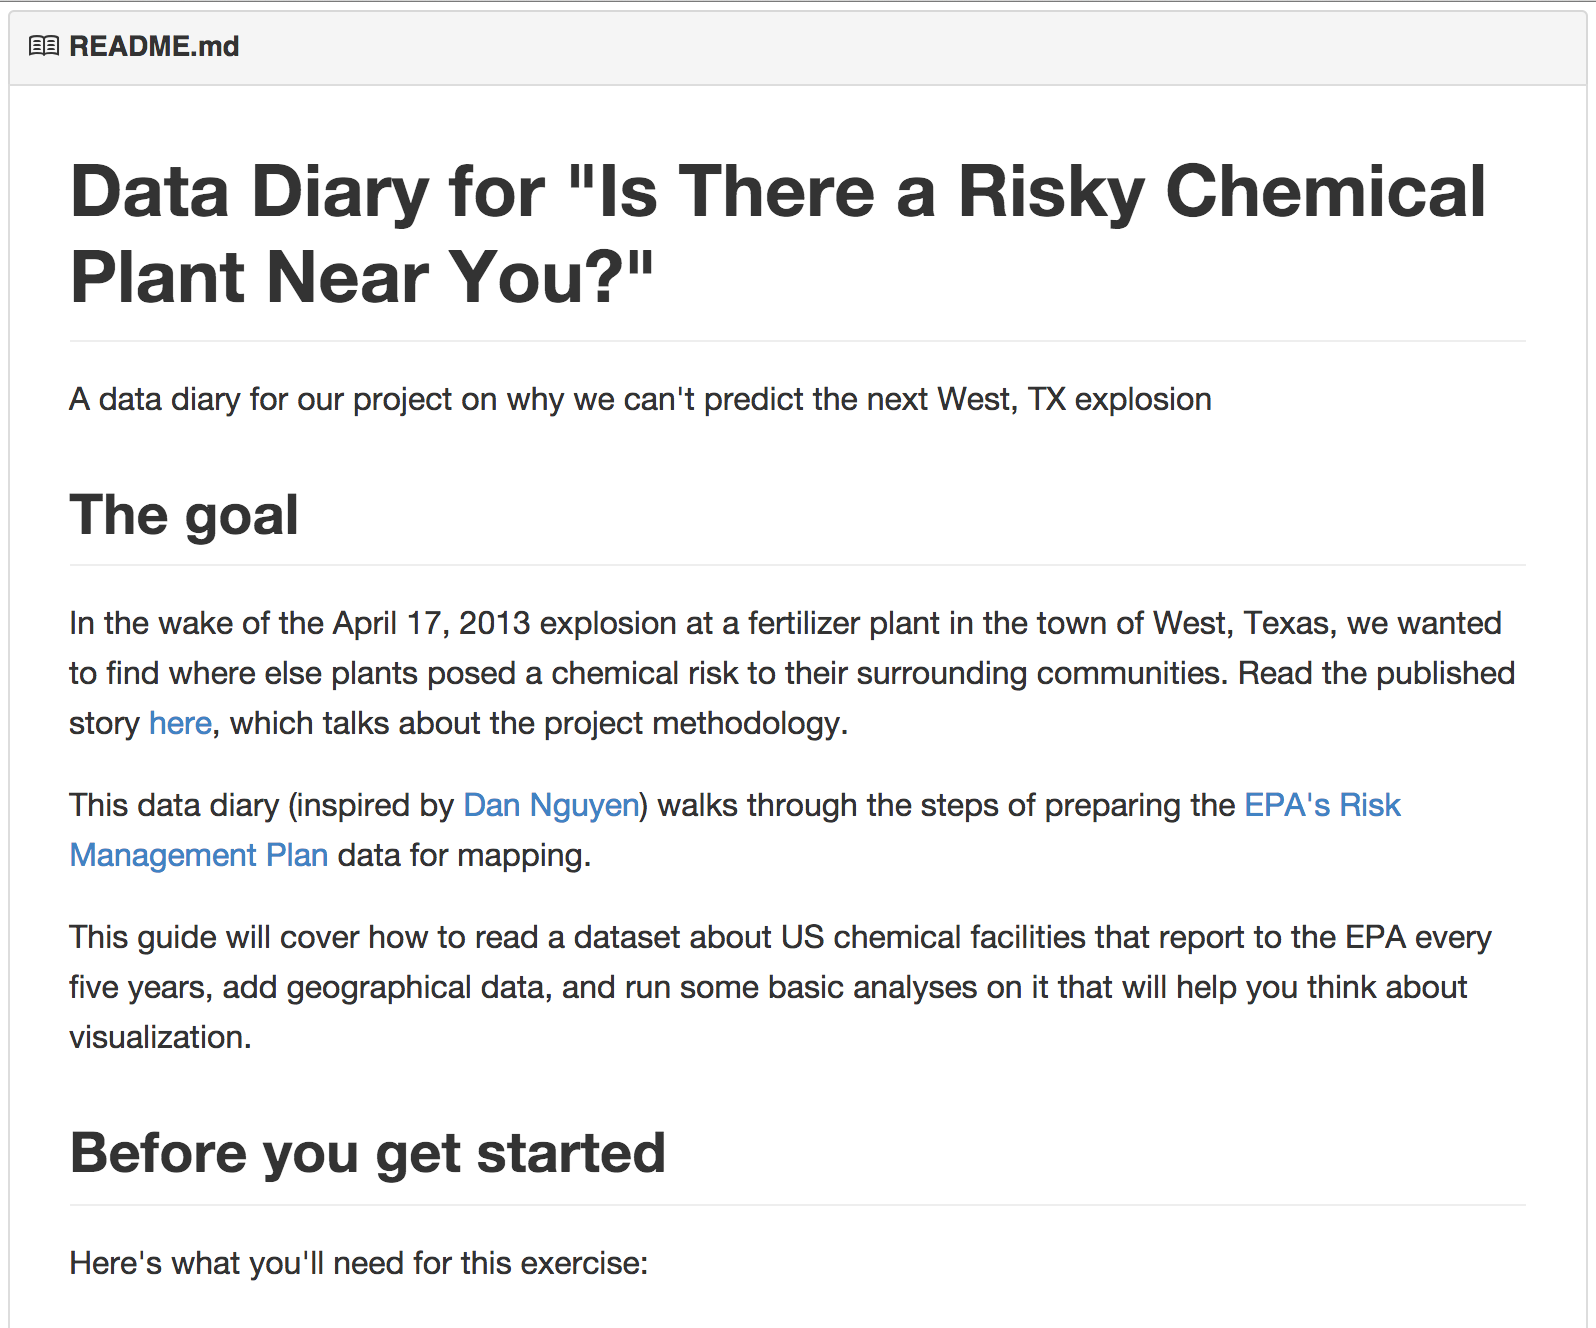 README.md
Data Diary for "Is There a Risky Chemical
Plant Near You?"
A data diary for our project on why we can't predict the next West, TX explosion
The goal
In the wake of the April 17, 2013 explosion at a fertilizer plant in the town of West, Texas, we wanted
to find where else plants posed a chemical risk to their surrounding communities. Read the published
story here, which talks about the project methodology.
This data diary (inspired by Dan Nguyen) walks through the steps of preparing the EPA's Risk
Management Plan data for mapping.
This guide will cover how to read a dataset about US chemical facilities that report to the EPA every
five years, add geographical data, and run some basic analyses on it that will help you think about
visualization.
Before you get started
Here's what you'll need for this exercise: